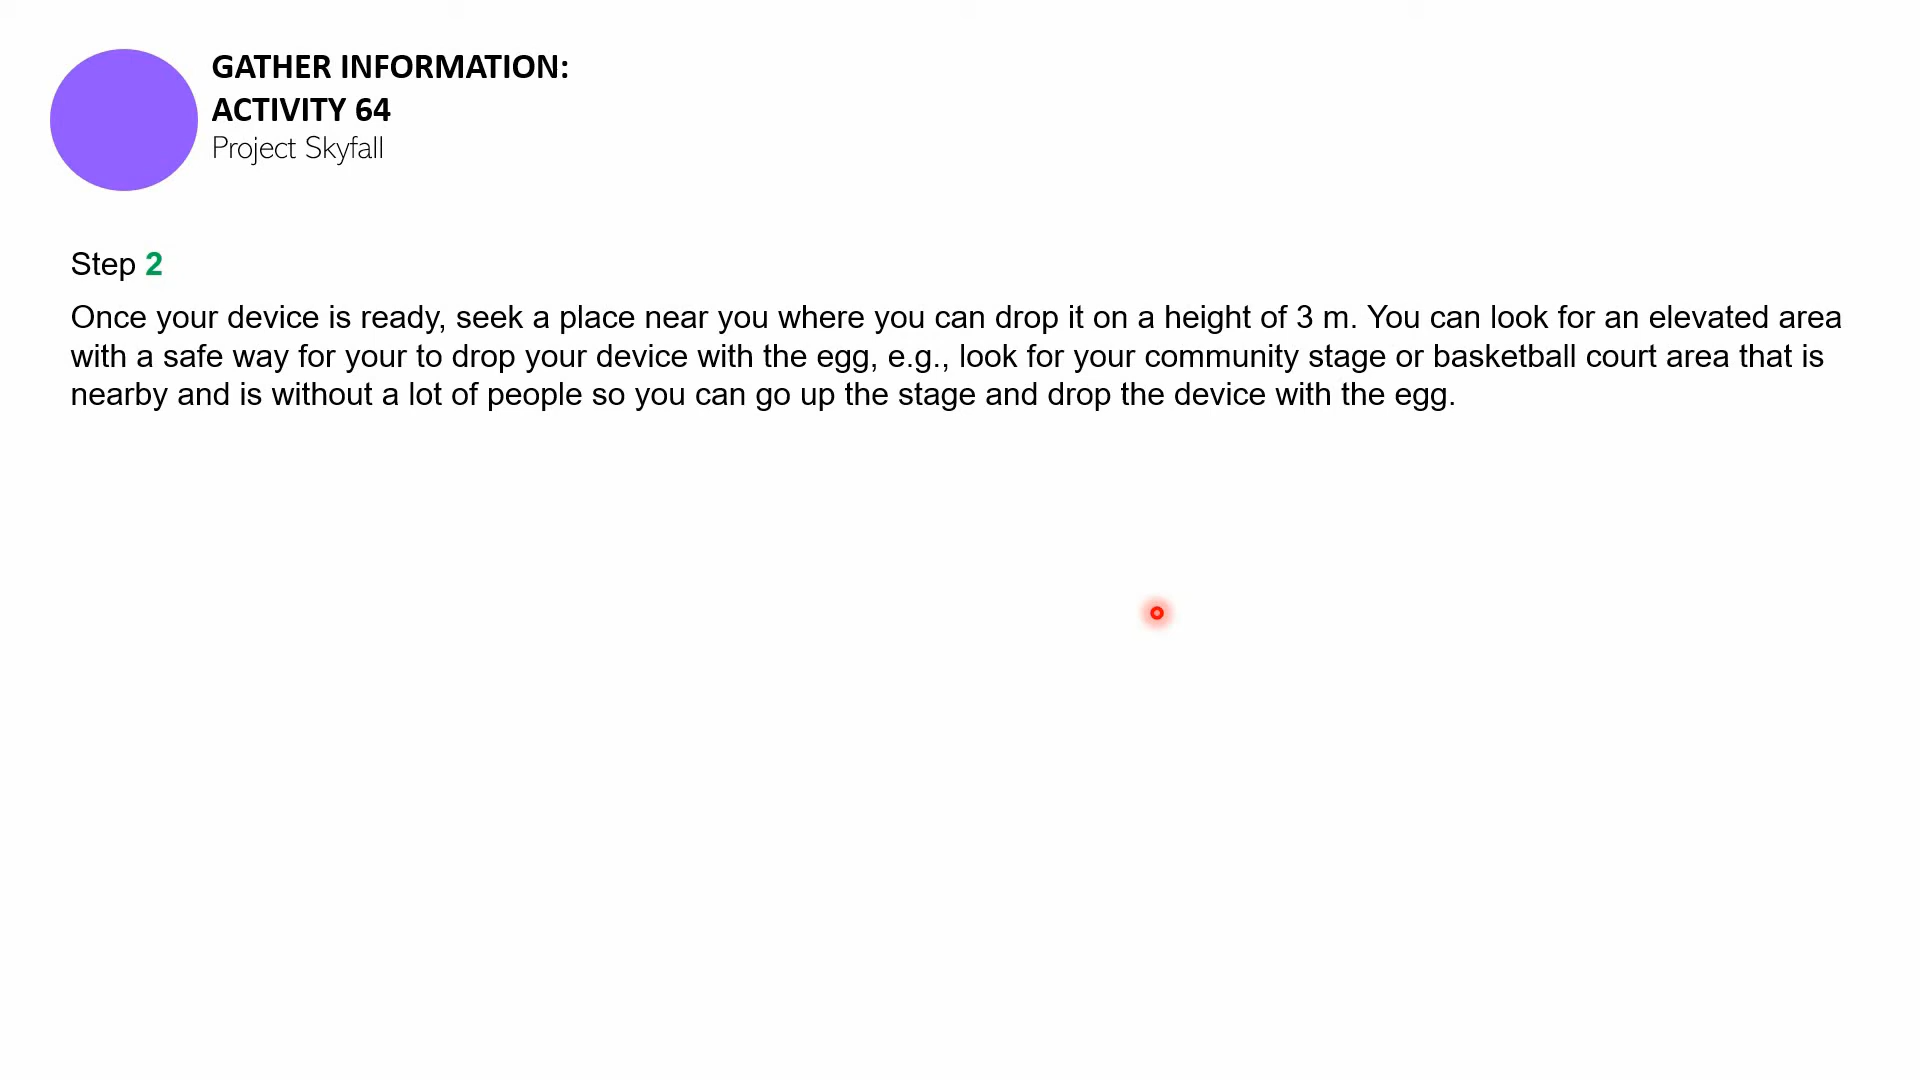 GATHER INFORMATION:
ACTIVITY 64
Project Skyfall
Step 2
Once your device is ready, seek a place near you where you can drop it on a height of 3 m. You can look for an elevated area
with a safe way for your to drop your device with the egg, e.g., look for your community stage or basketball court area that is
nearby and is without a lot of people so you can go up the stage and drop the device with the egg.